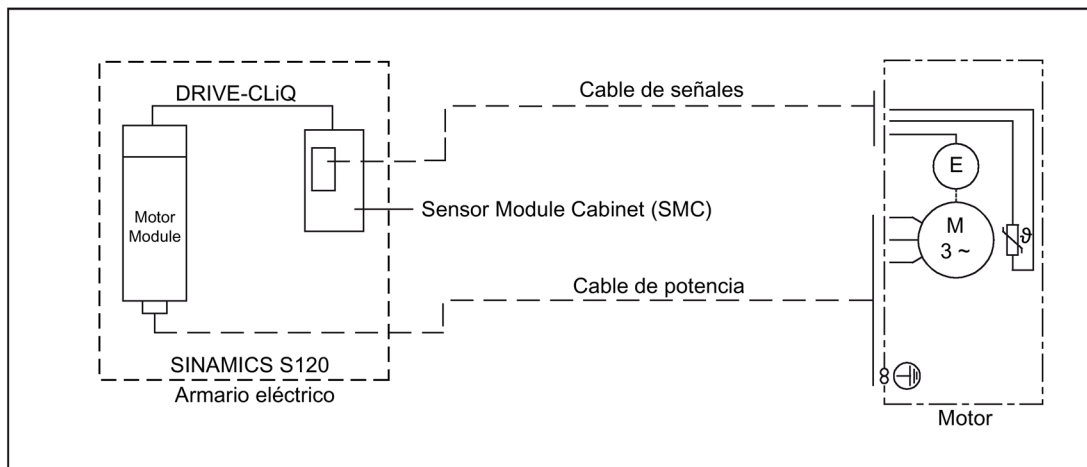 DRIVE-CLiQ
Cable de señales
Motor
Module
Sensor Module Cabinet (SMC)
E
M
3 ~
ϑ
Cable de potencia
SINAMICS S120
Armario eléctrico
Motor